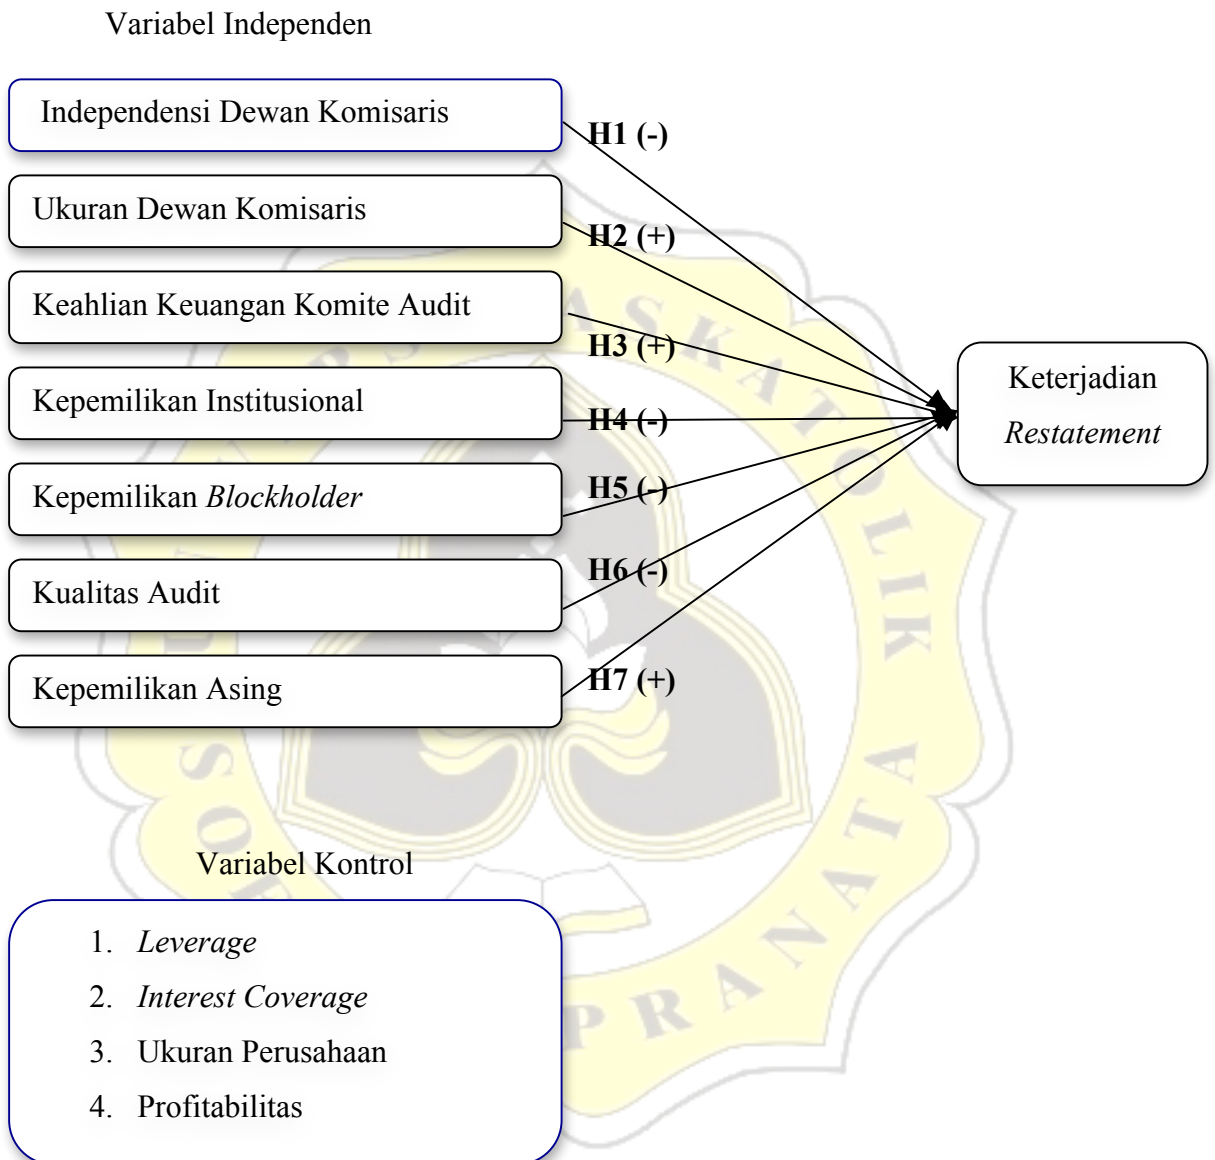 Variabel Independen
Independensi Dewan Komisaris
H1 (-)
Ukuran Dewan Komisaris
H2 (+)
Keahlian Keuangan Komite Audit
H3 (+)
Kepemilikan Institusional
H4 (-)
Kepemilikan Blockholder
H5 (-)
Kualitas Audit
H6 (-)
Kepemilikan Asing
H7 (+)
Keterjadian
Restatement
Variabel Kontrol
1. Leverage
2. Interest Coverage
3. Ukuran Perusahaan
4. Profitabilitas
PRANATA